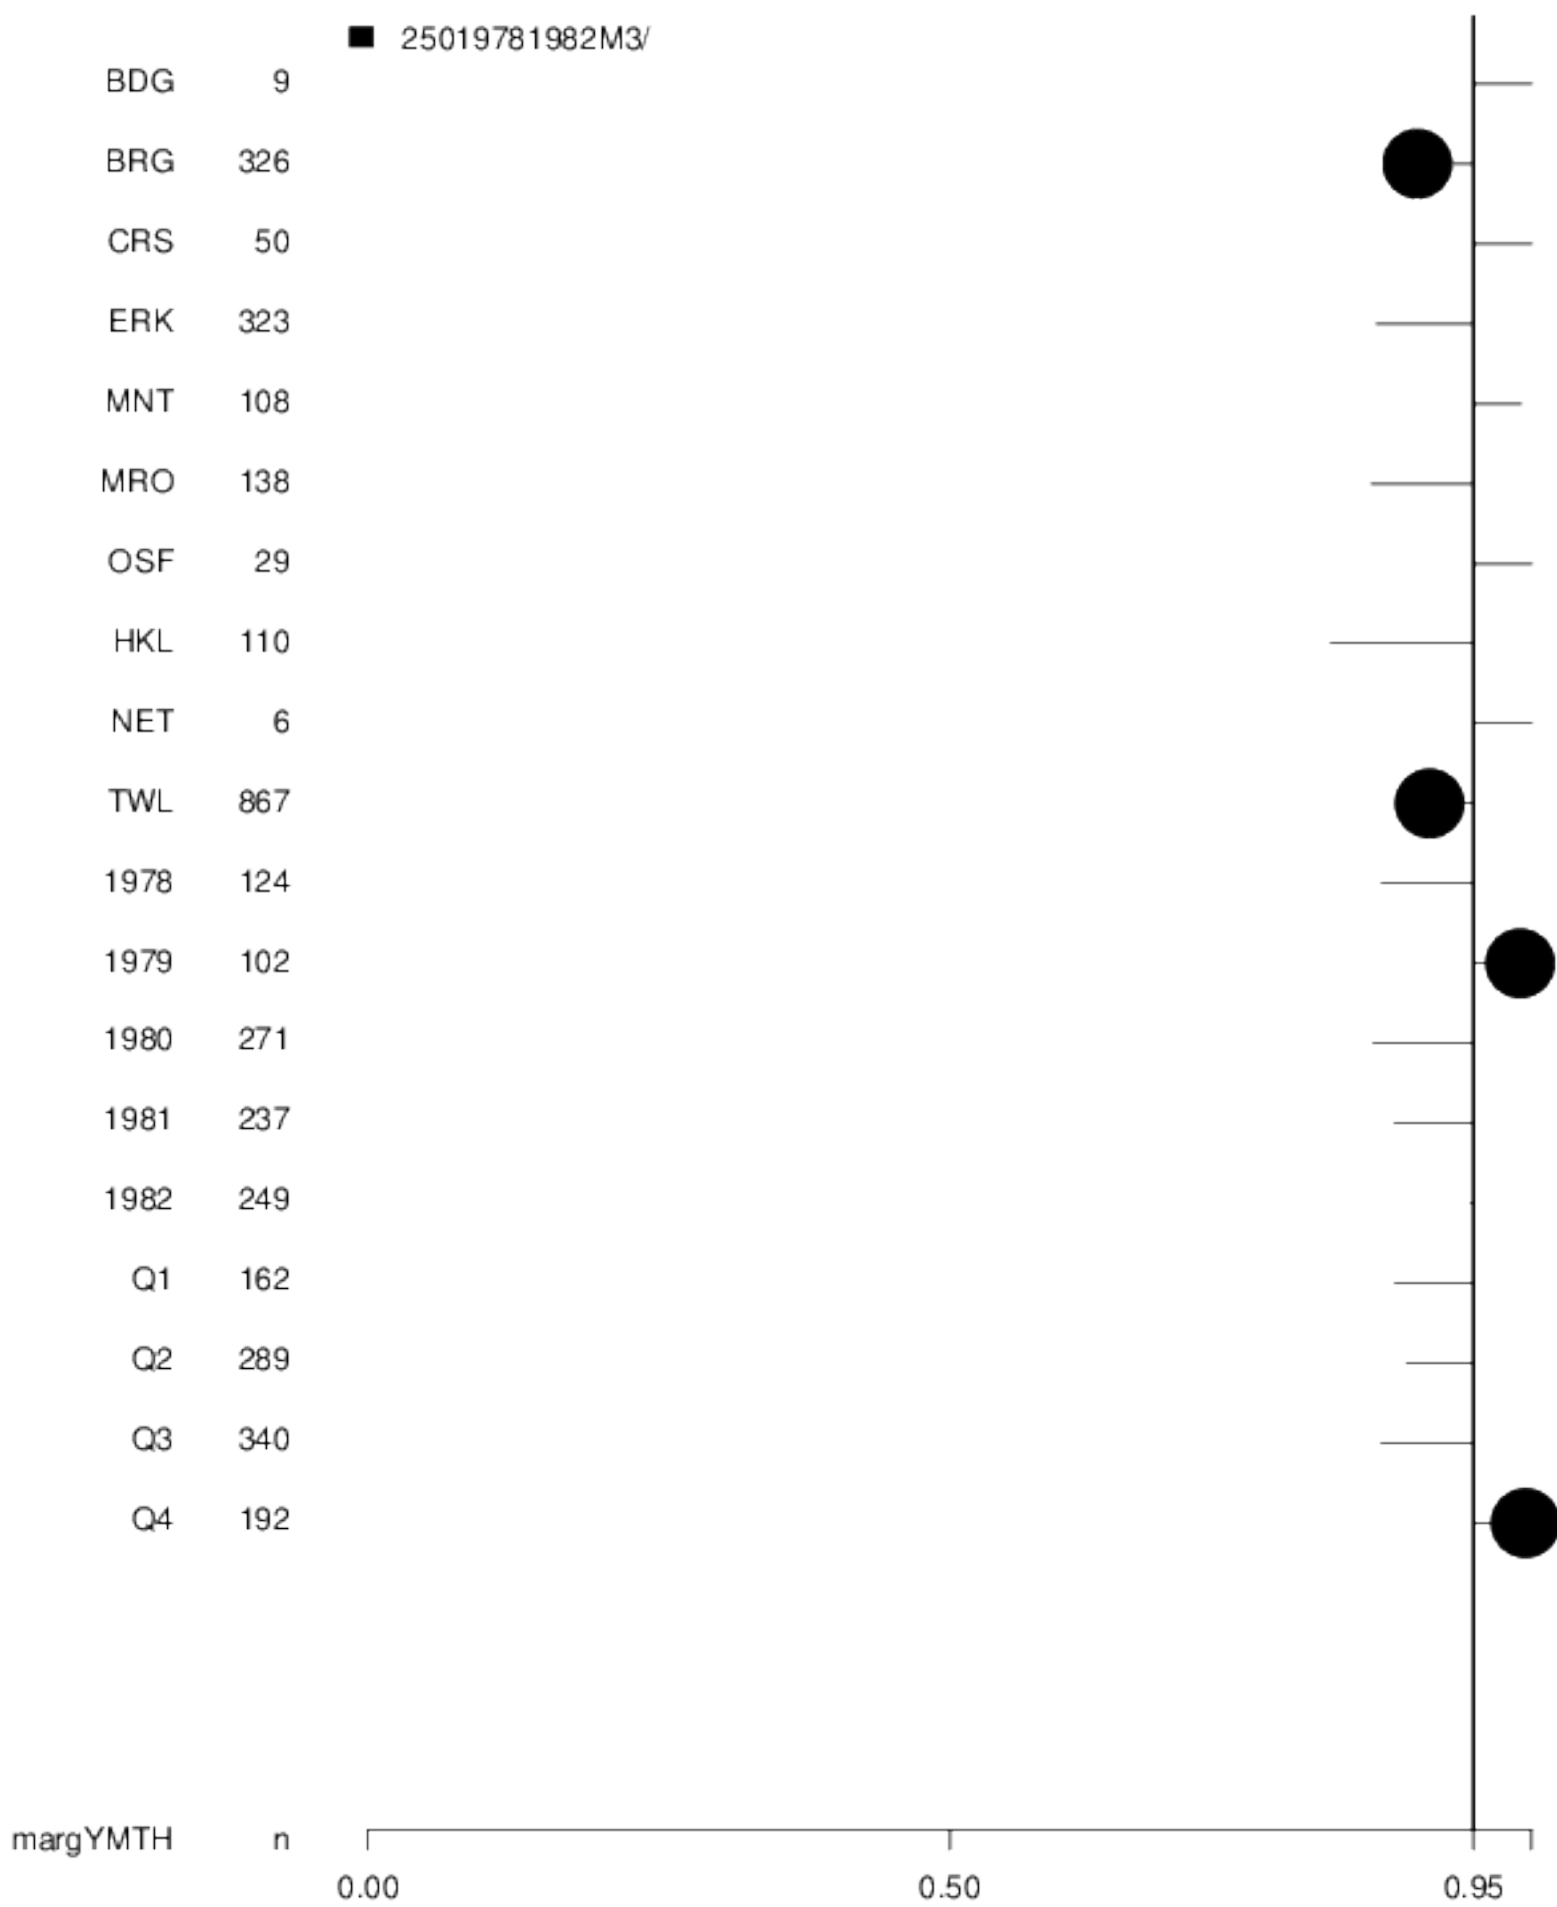 25019781982M3/
BDG 9
BRG 326
CRS 50
ERK 323
MNT 108
MRO 138
OSF 29
HKL 110
NET 6
TWL 867
1978 124
1979 102
1980 271
1981 237
1982 249
Q1 162
Q2 289
Q3 340
Q4 192
margYMTH n
0.00 0.50 0.95